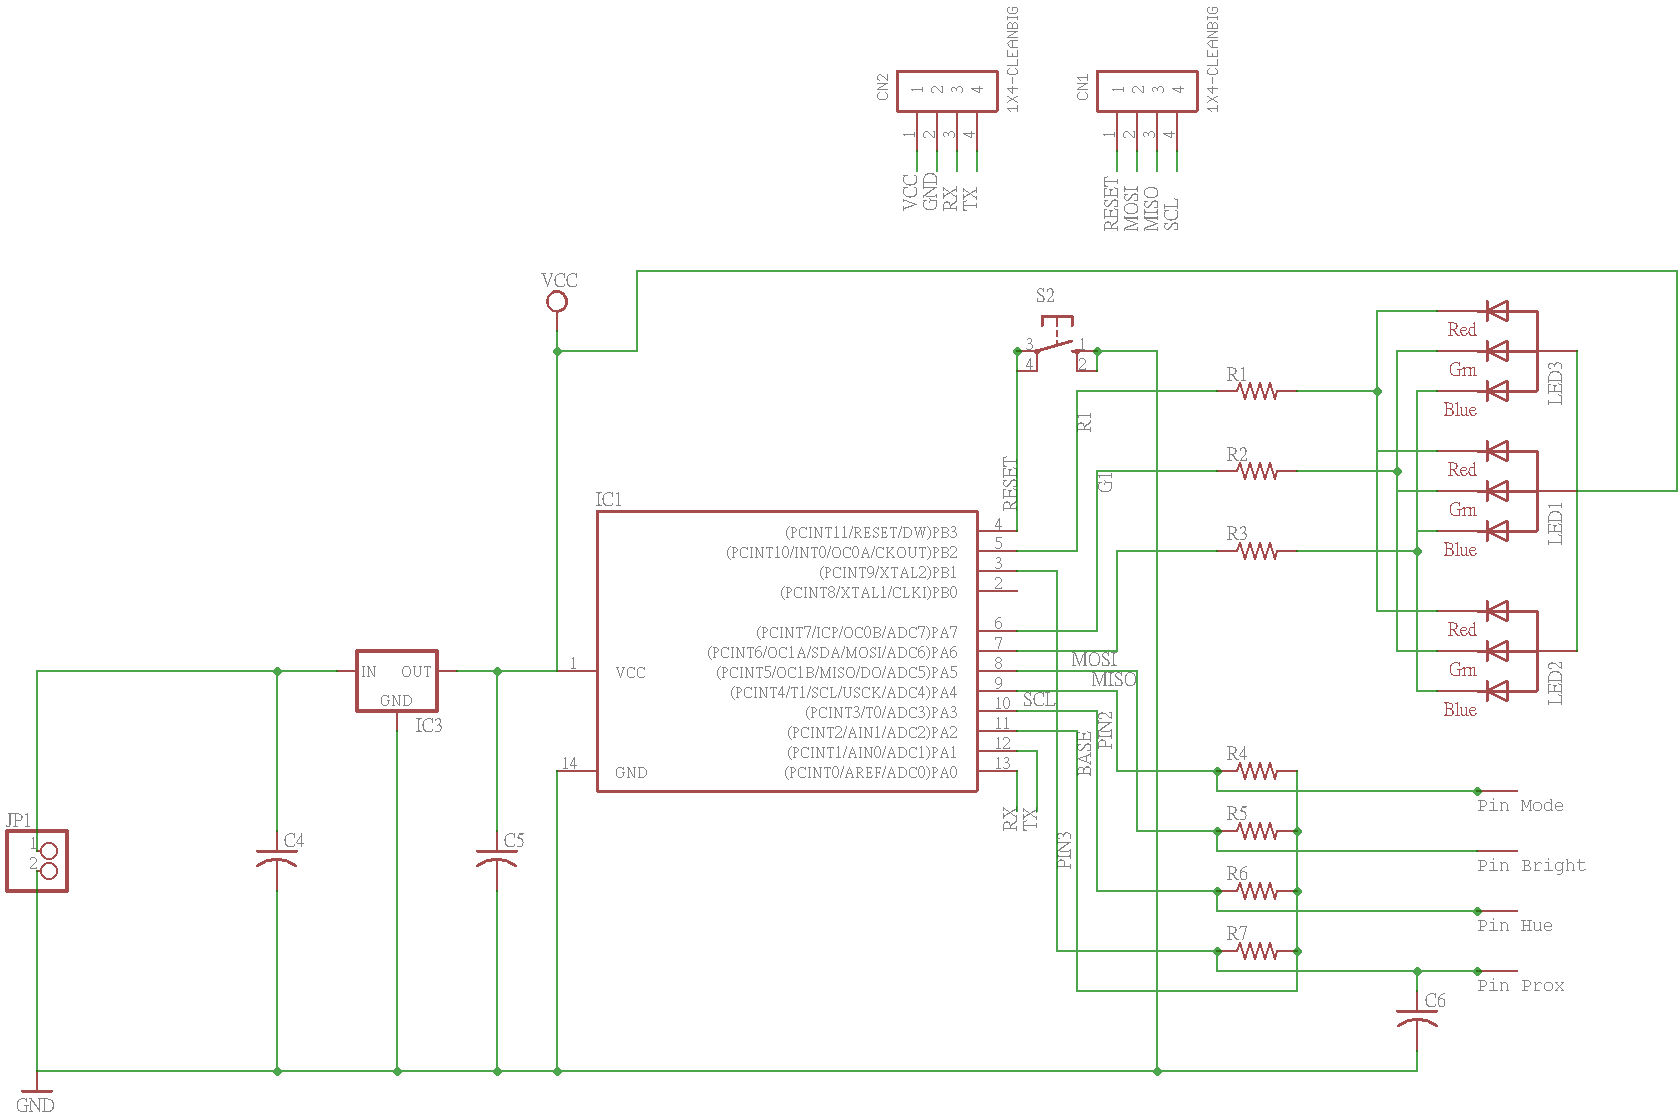 CN2
1 2 3 4
1X4-CLEANBIG
1 2 3 4
VCC
GND
RX
TX
CN1
1 2 3 4
1X4-CLEANBIG
1 2 3 4
RESET
MOSI
MISO
SCL
VCC
S2
3
4
1
2
RESET
R1
G1
R1
R2
R3
Red
Grn
Blue
LED3
Red
Grn
Blue
LED1
Red
Grn
Blue
LED2
IC1
(PCINT11/RESET/DW)PB3 4
(PCINT10/INT0/OC0A/CKOUT)PB2 5
(PCINT9/XTAL2)PB1 3
(PCINT8/XTAL1/CLKI)PB0 2
(PCINT7/ICP/OC0B/ADC7)PA7 6
(PCINT6/OC1A/SDA/MOSI/ADC6)PA6 7
1 VCC (PCINT5/OC1B/MISO/DO/ADC5)PA5 8
(PCINT4/T1/SCL/USCK/ADC4)PA4 9
(PCINT3/T0/ADC3)PA3 10
(PCINT2/AIN1/ADC2)PA2 11
(PCINT1/AIN0/ADC1)PA1 12
14 GND (PCINT0/AREF/ADC0)PA0 13
MOSI
MISO
SCL
PIN2
BASE
RX
TX
PIN3
IN OUT
GND
IC3
JP1
1
2
C4
C5
R4
Pin Mode
R5
Pin Bright
R6
Pin Hue
R7
Pin Prox
C6
GND